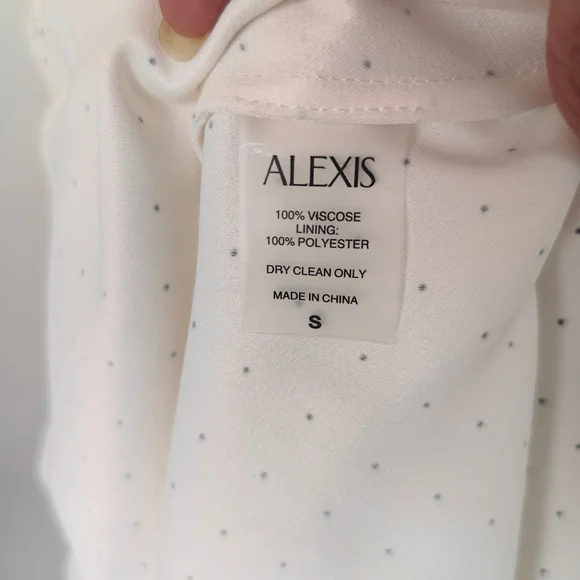 ALEXIS
100% VISCOSE
LINING:
100% POLYESTER
DRY CLEAN ONLY
MADE IN CHINA
S